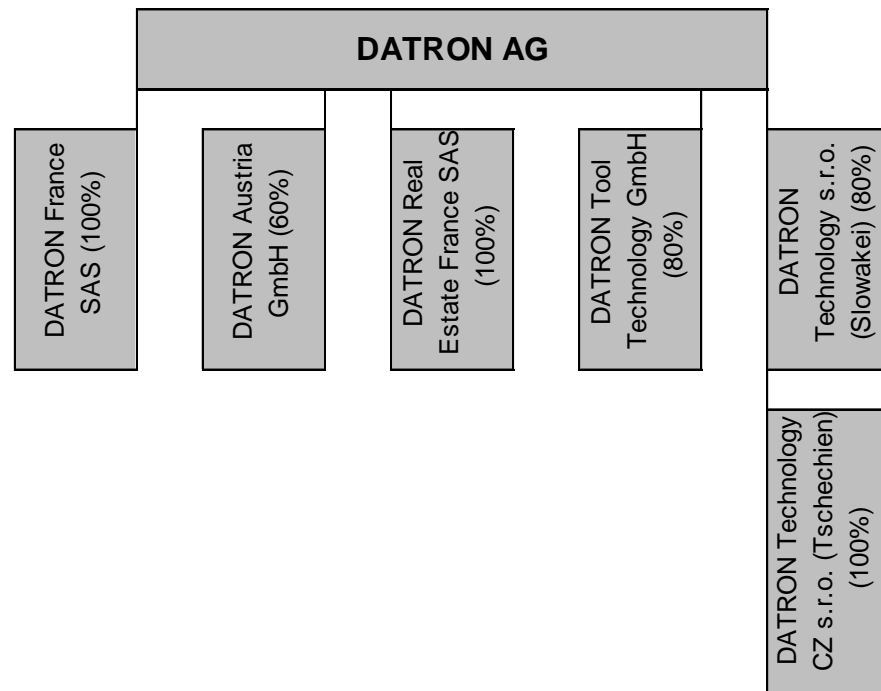 DATRON AG
DATRON France
SAS (100%)
DATRON Austria
GmbH (60%)
DATRON Real
Estate France SAS
(100%)
DATRON Tool
Technology GmbH
(80%)
DATRON
Technology s.r.o.
(Slowakei) (80%)
DATRON Technology
CZ s.r.o. (Tschechien)
(100%)